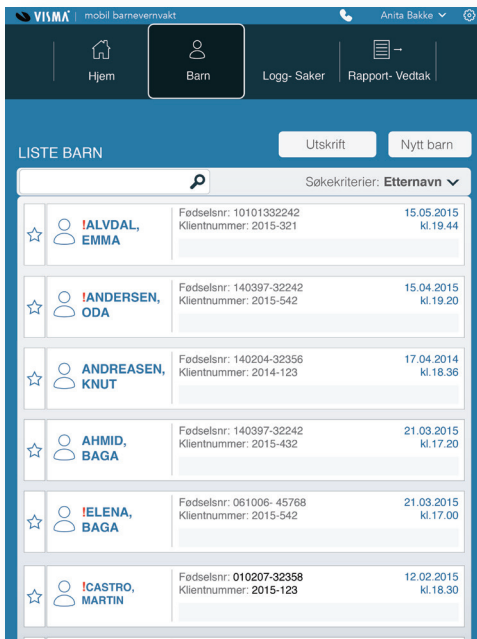 VISMA | mobil barnevernvakt Anita Bakke
Hjem Barn Logg- Saker Rapport- Vedtak
LISTE BARN Utskrift Nytt barn
Søkekriterier: Etternavn
!ALVDAL, EMMA
Fødselsnr: 10101332242
Klientnummer: 2015-321
15.05.2015
kl.19.44
!ANDERSEN, ODA
Fødselsnr: 140397-32242
Klientnummer: 2015-542
15.04.2015
kl.19.20
ANDREASEN, KNUT
Fødselsnr: 140204-32356
Klientnummer: 2014-123
17.04.2014
kl.18.36
AHMID, BAGA
Fødselsnr: 140397-32242
Klientnummer: 2015-432
21.03.2015
kl.17.20
!ELENA, BAGA
Fødselsnr: 061006- 45768
Klientnummer: 2015-542
21.03.2015
kl.17.00
!CASTRO, MARTIN
Fødselsnr: 010207-32358
Klientnummer: 2015-123
12.02.2015
kl.18.30